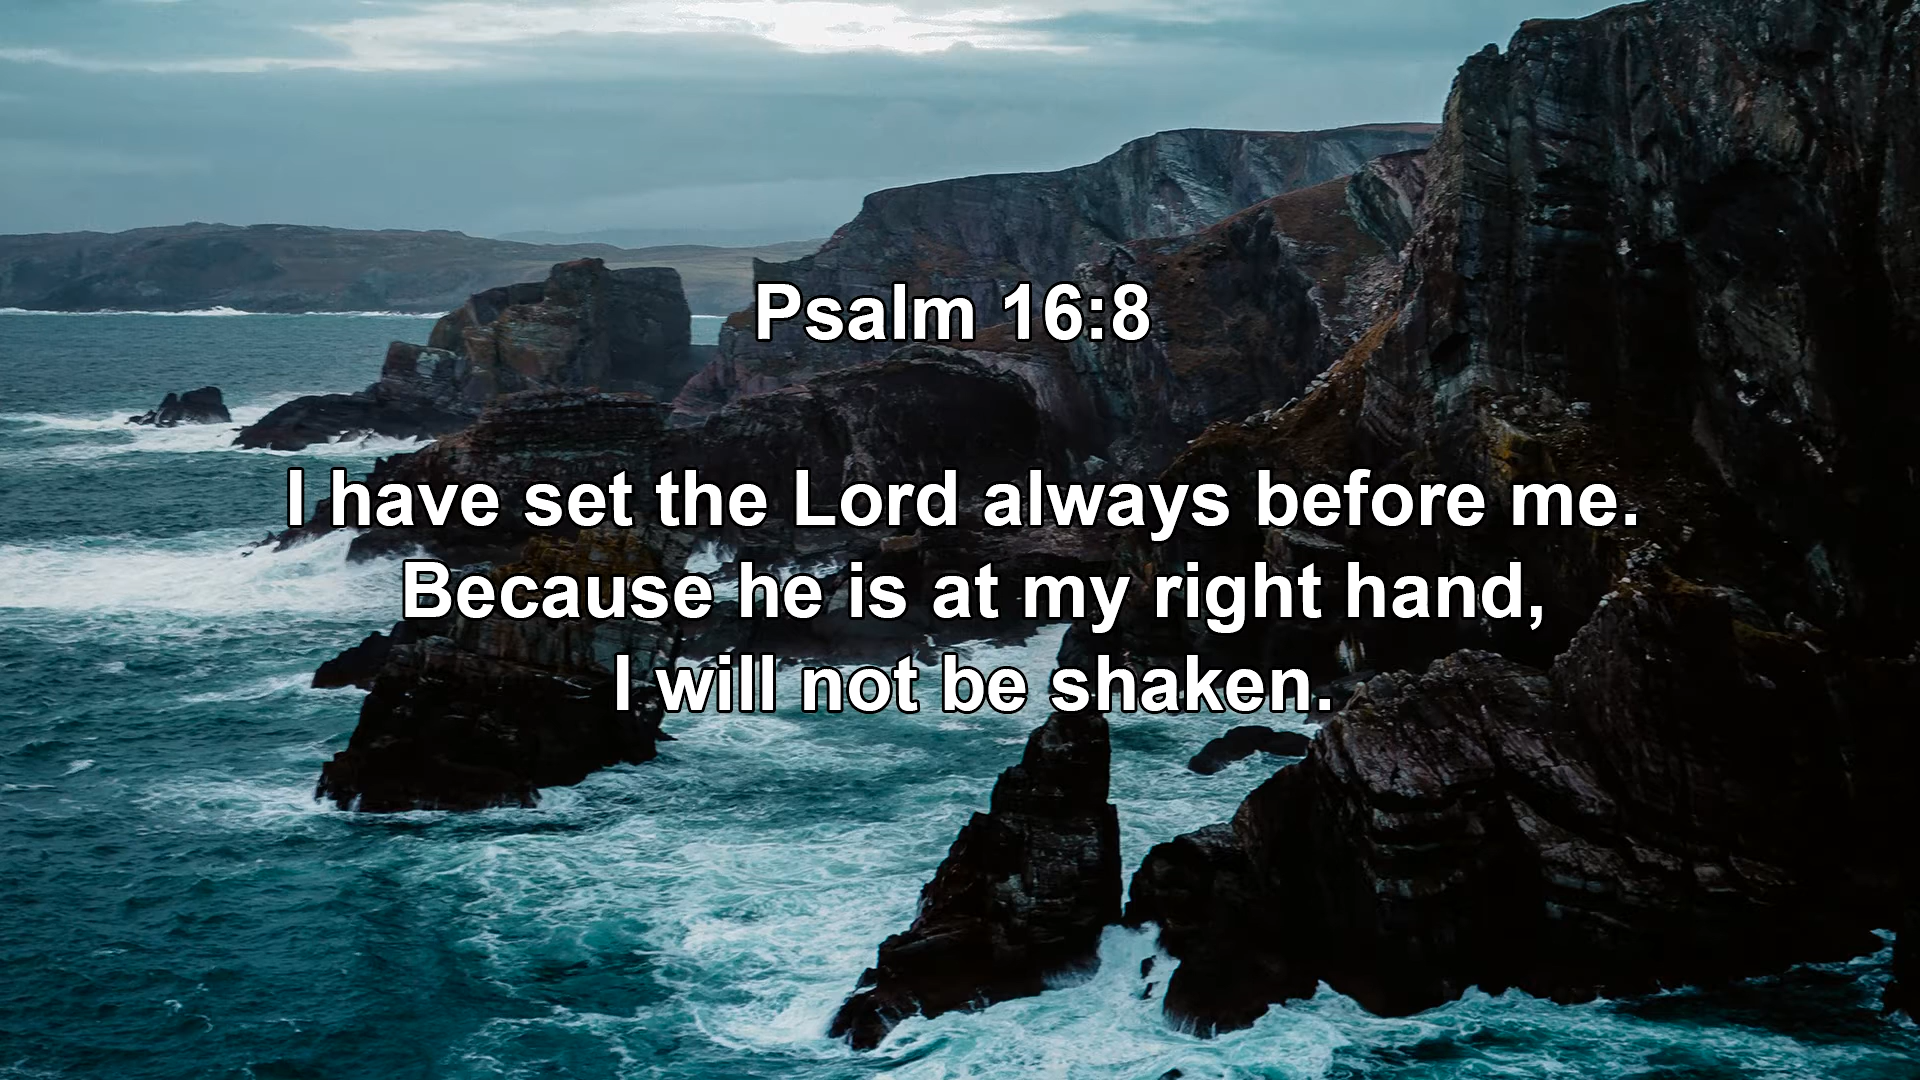 Psalm 16:8
I have set the Lord always before me.
Because he is at my right hand,
I will not be shaken.